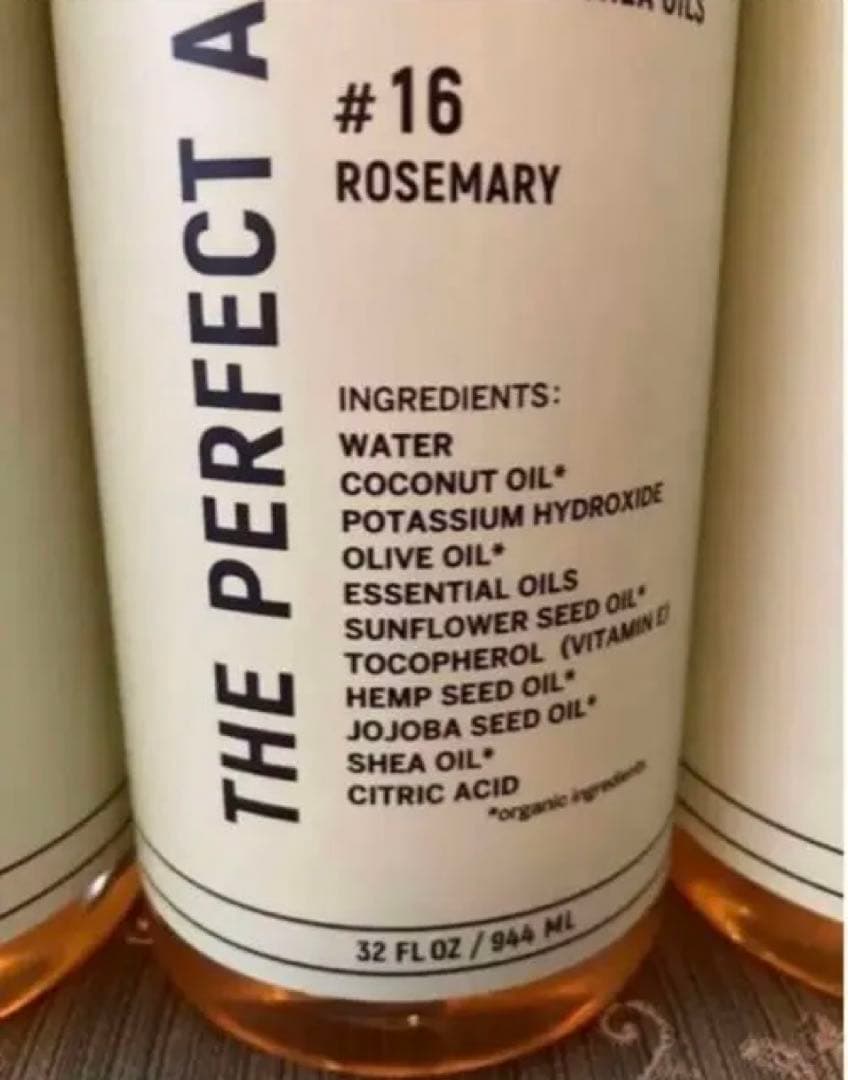 OILS
THE PERFECT A
#16
ROSEMARY
INGREDIENTS:
WATER
COCONUT OIL*
POTASSIUM HYDROXIDE
OLIVE OIL*
ESSENTIAL OILS
SUNFLOWER SEED OIL*
TOCOPHEROL (VITAMIN E)
HEMP SEED OIL*
JOJOBA SEED OIL*
SHEA OIL*
CITRIC ACID
*organic ingredients
32 FL OZ / 944 ML